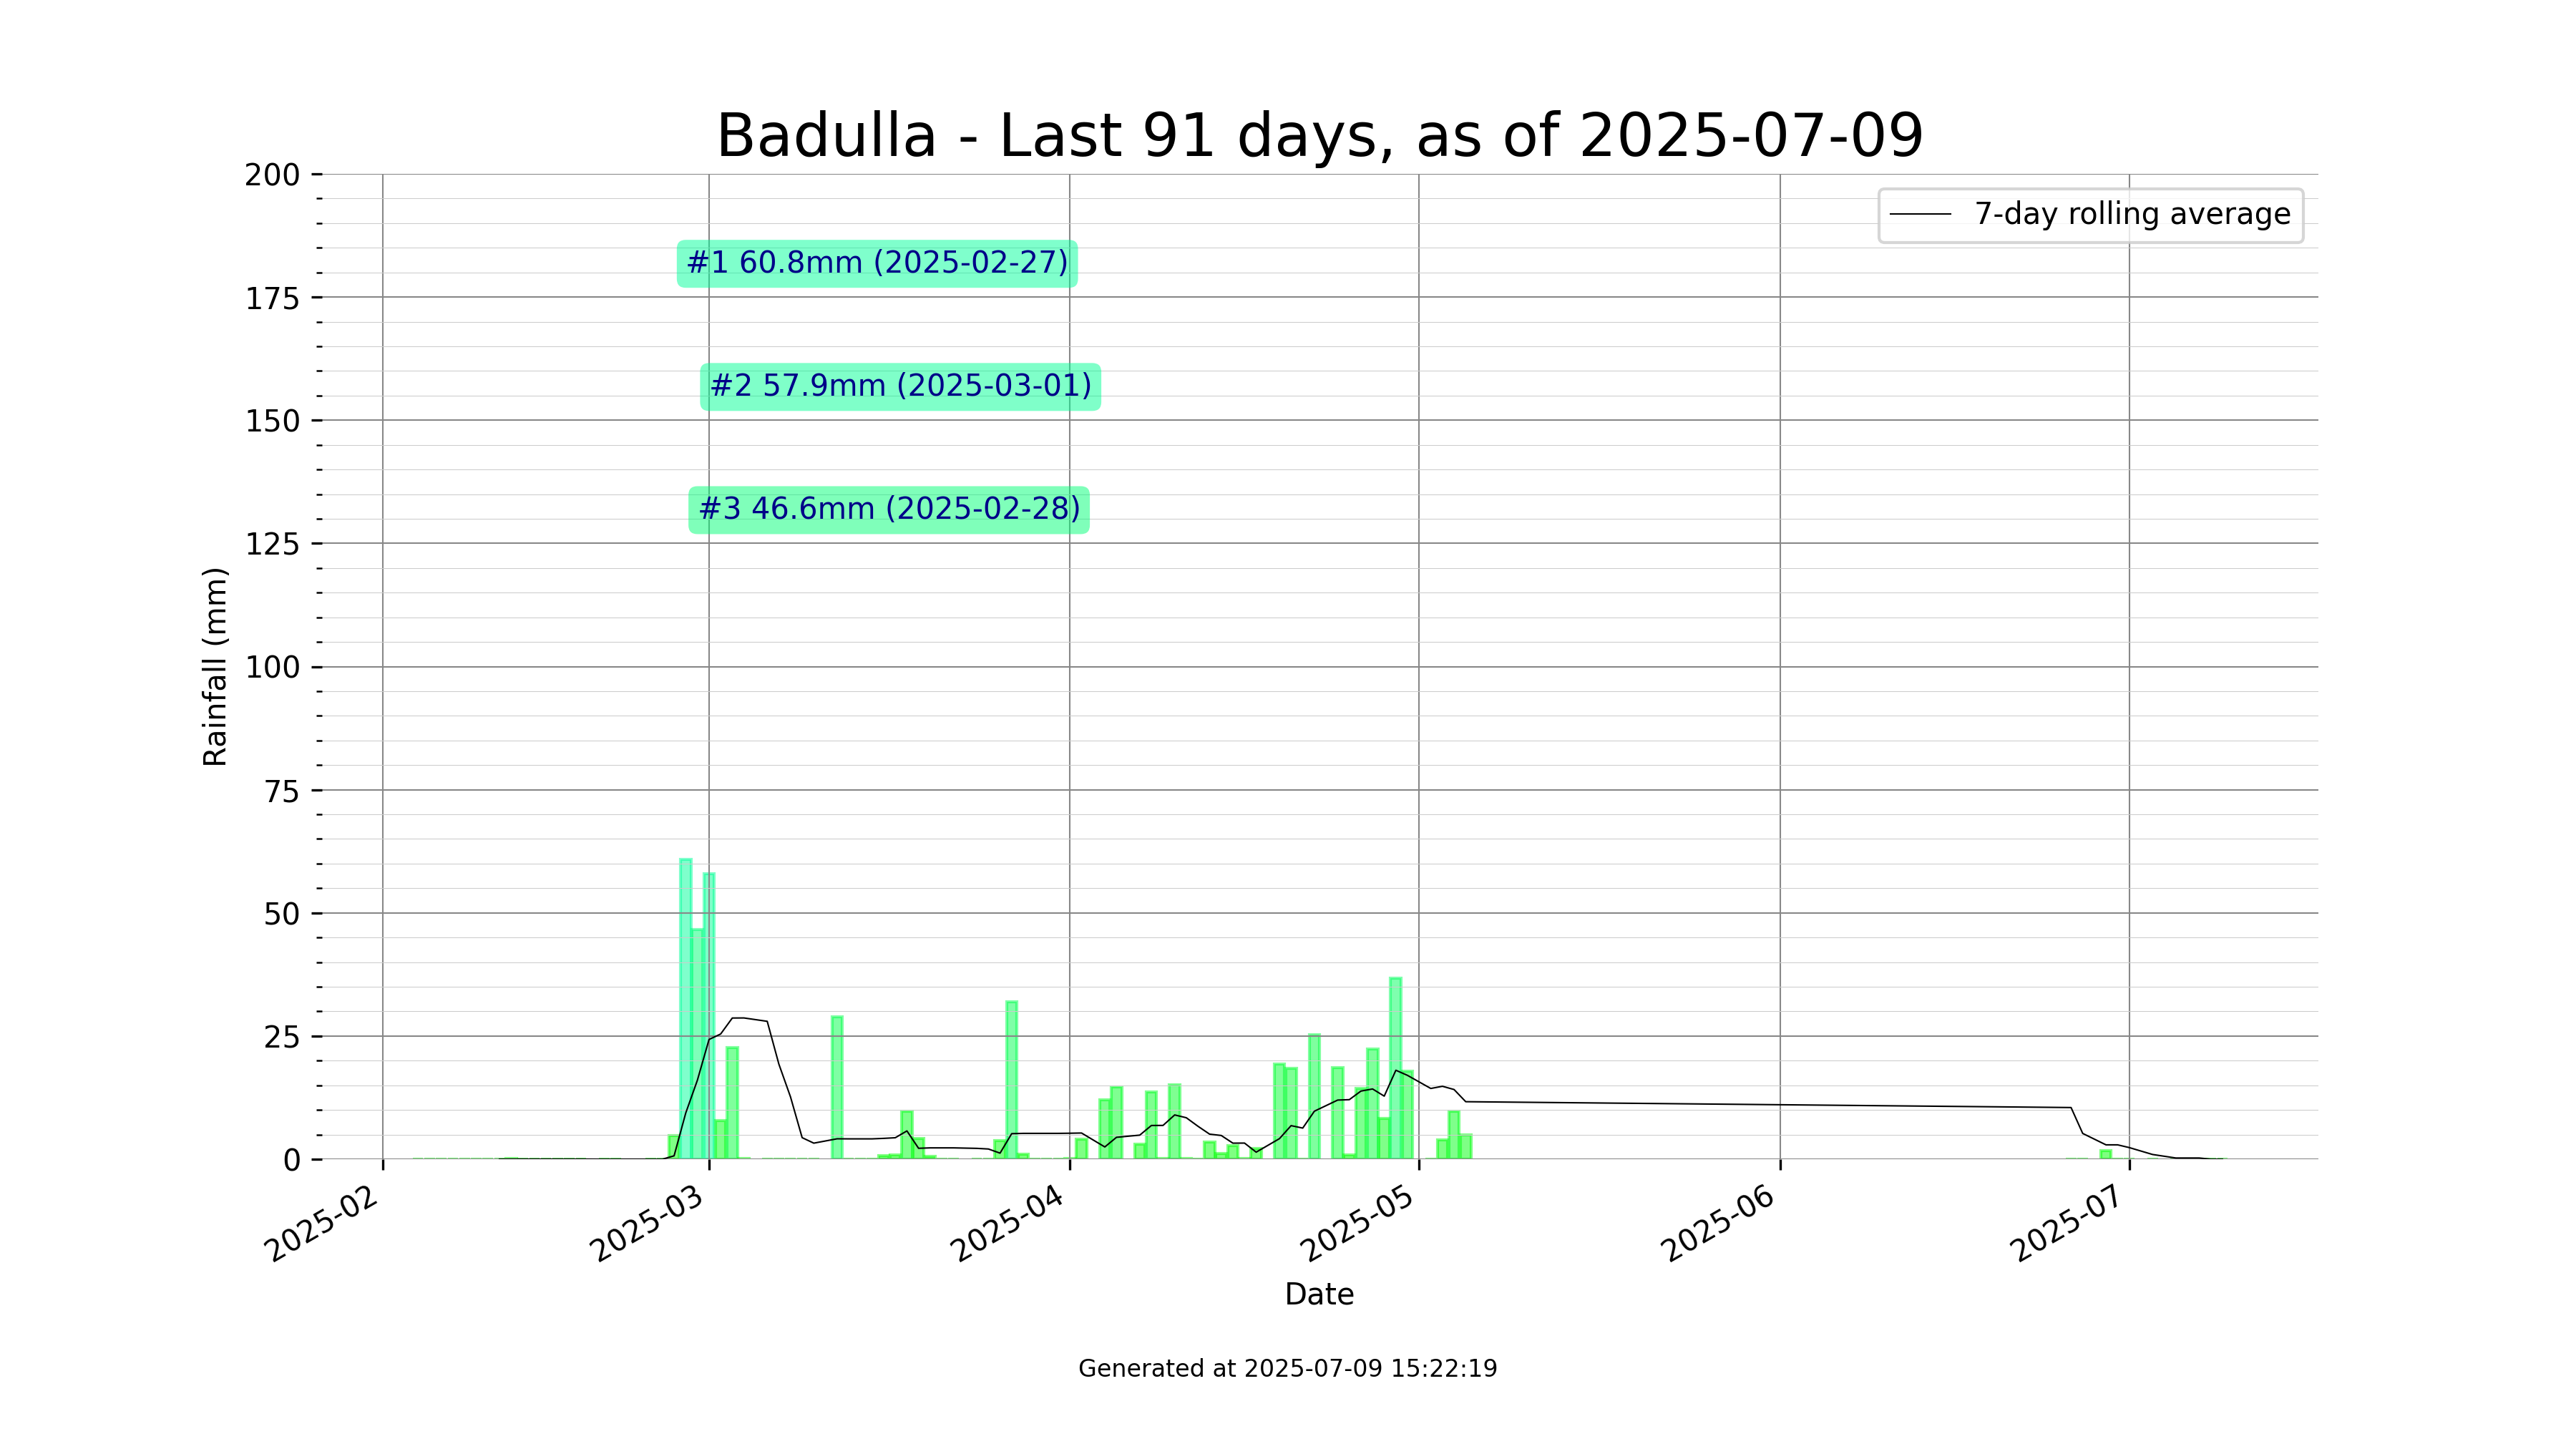 Badulla - Last 91 days, as of 2025-07-09
7-day rolling average
#1 60.8mm (2025-02-27)
#2 57.9mm (2025-03-01)
#3 46.6mm (2025-02-28)
Rainfall (mm)
200
175
150
125
100
75
50
25
0
2025-02
2025-03
2025-04
2025-05
2025-06
2025-07
Date
Generated at 2025-07-09 15:22:19